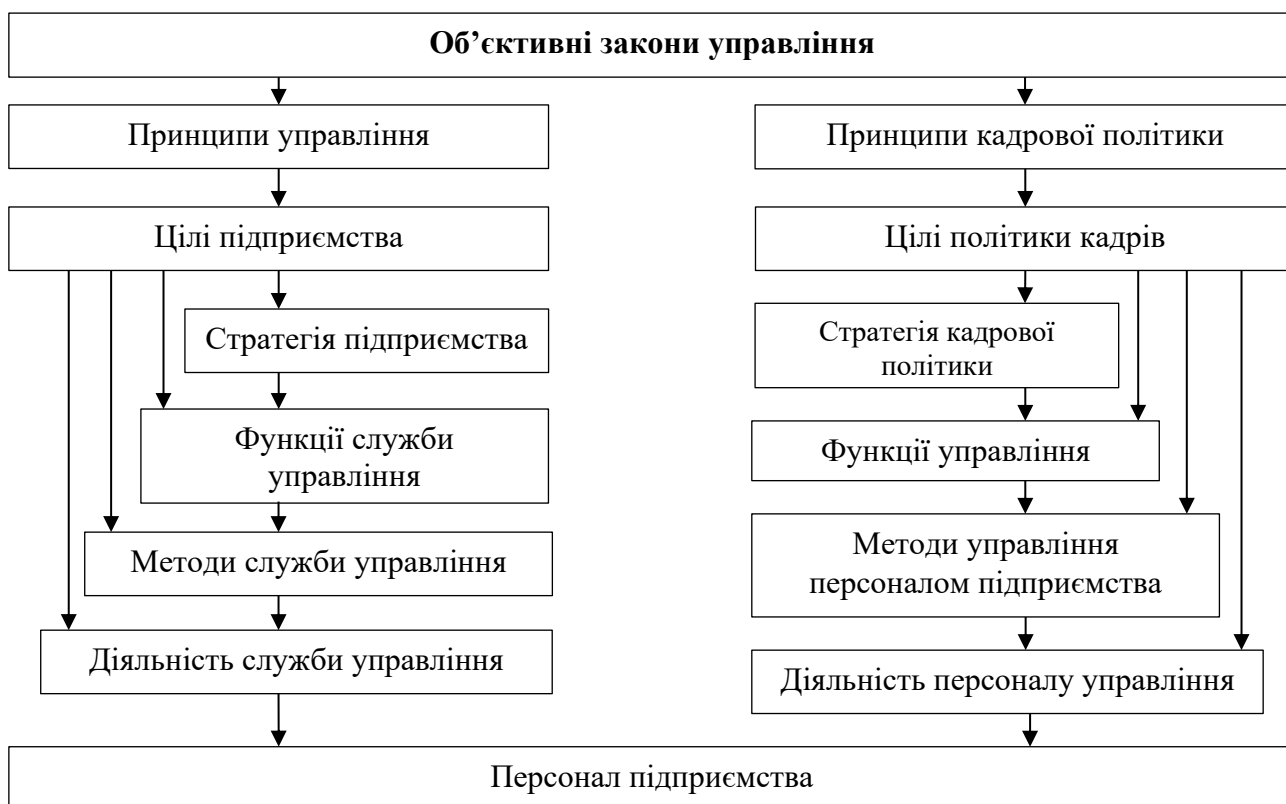 Об’єктивні закони управління
Принципи управління
Принципи кадрової політики
Цілі підприємства
Цілі політики кадрів
Стратегія підприємства
Стратегія кадрової
політики
Функції служби
управління
Функції управління
Методи служби управління
Методи управління
персоналом підприємства
Діяльність служби управління
Діяльність персоналу управління
Персонал підприємства